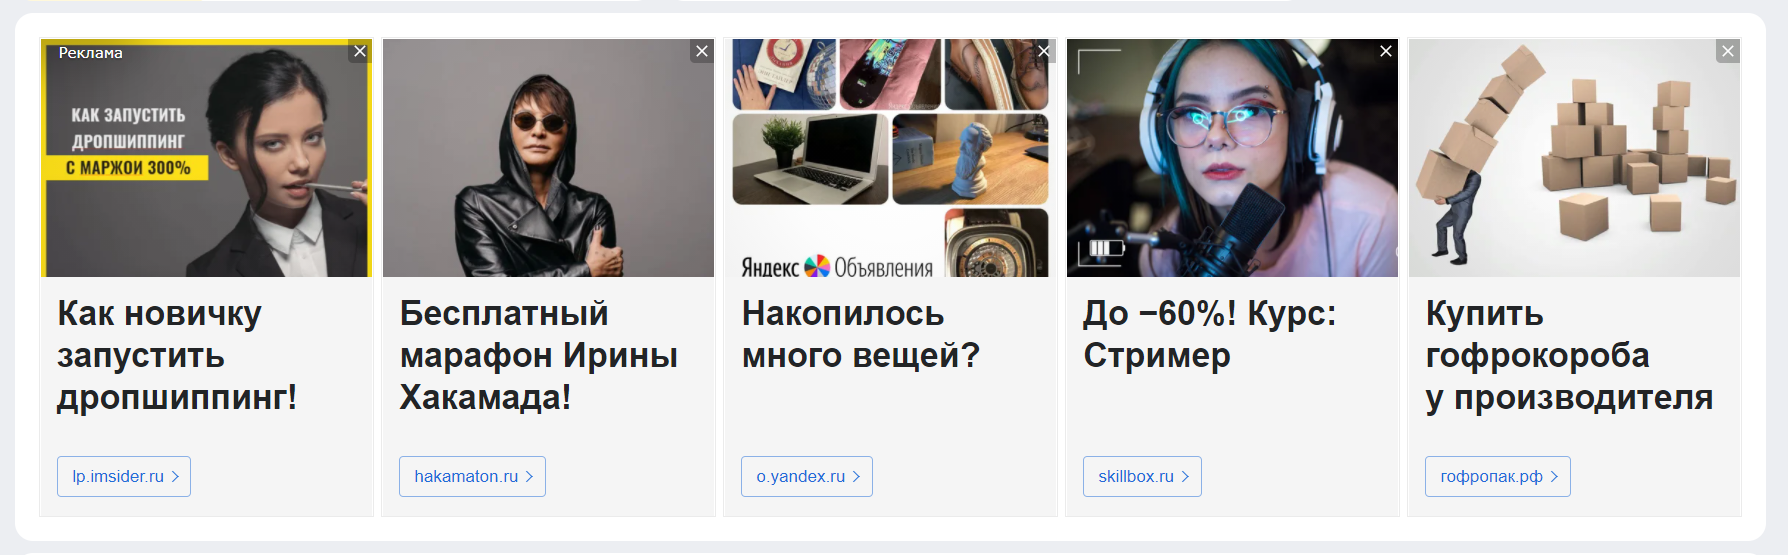 Реклама
КАК ЗАПУСТИТЬ
ДРОПШИППИНГ
С МАРЖОЙ 300%
Как новичку
запустить
дропшиппинг!
lp.imsider.ru
Бесплатный
марафон Ирины
Хакамада!
hakamaton.ru
Яндекс Объявления
Накопилось
много вещей?
o.yandex.ru
До −60%! Курс:
Стример
skillbox.ru
Купить
гофрокороба
у производителя
гофропак.рф